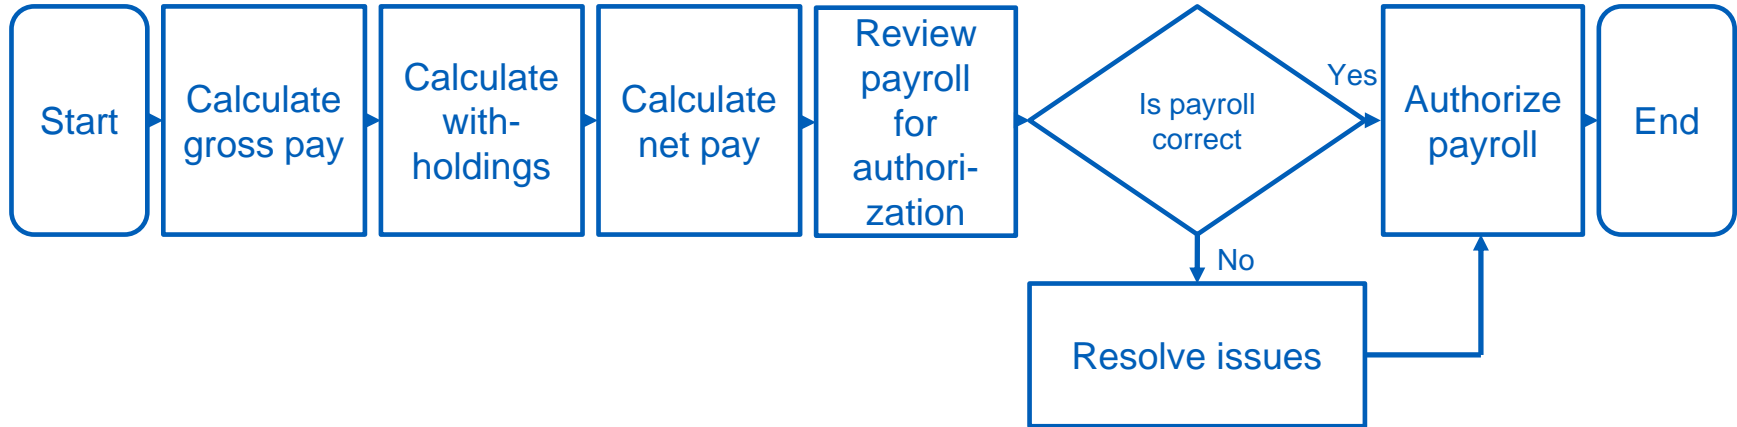 Start
Calculate
gross pay
Calculate
with-
holdings
Calculate
net pay
Review
payroll
for
authori-
zation
Is payroll
correct
Yes
Authorize
payroll
End
No
Resolve issues